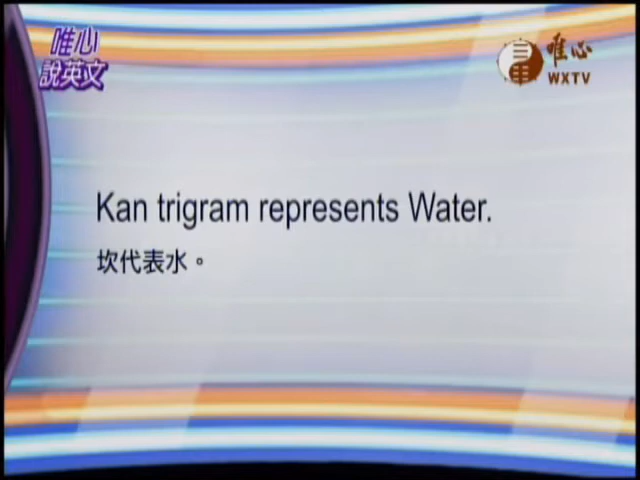 唯心
說英文
唯心
WXTV
Kan trigram represents Water.
坎代表水。